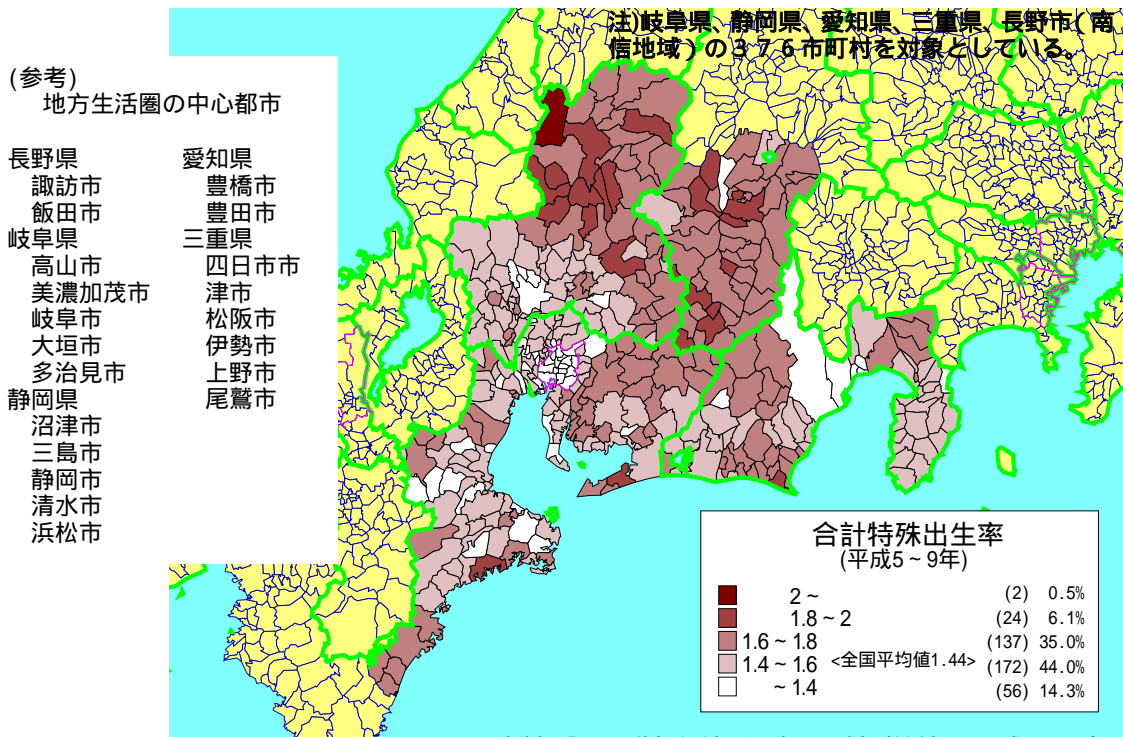 注)岐阜県、静岡県、愛知県、三重県、長野市(南
信地域)の376市町村を対象としている。
(参考)
地方生活圏の中心都市
長野県
諏訪市
飯田市
岐阜県
高山市
美濃加茂市
岐阜市
大垣市
多治見市
静岡県
沼津市
三島市
静岡市
清水市
浜松市
愛知県
豊橋市
豊田市
三重県
四日市市
津市
松阪市
伊勢市
上野市
尾鷲市
合計特殊出生率
(平成5~9年)
2~ (2) 0.5%
1.8~2 (24) 6.1%
1.6~1.8 (137) 35.0%
1.4~1.6 <全国平均値1.44> (172) 44.0%
~1.4 (56) 14.3%